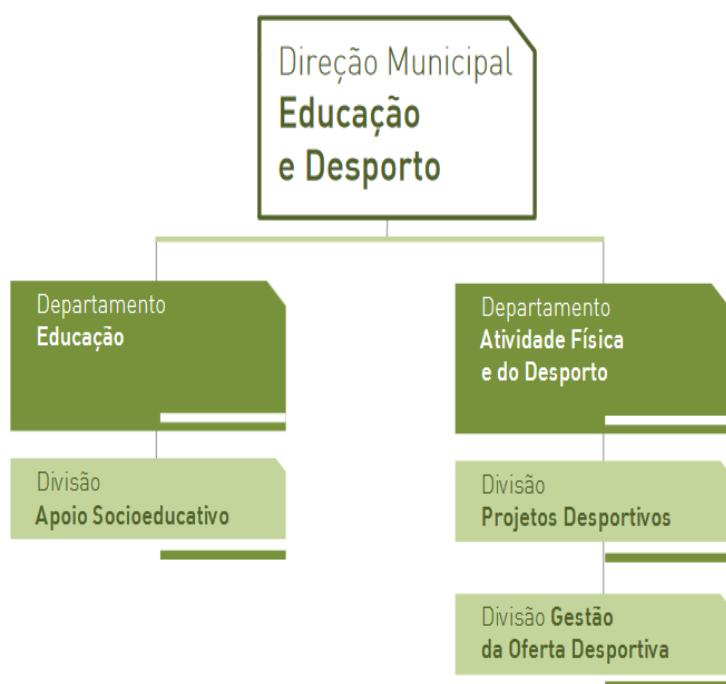 Direção Municipal
Educação
e Desporto
Departamento
Educação
Departamento
Atividade Física
e do Desporto
Divisão
Apoio Socioeducativo
Divisão
Projetos Desportivos
Divisão Gestão
da Oferta Desportiva